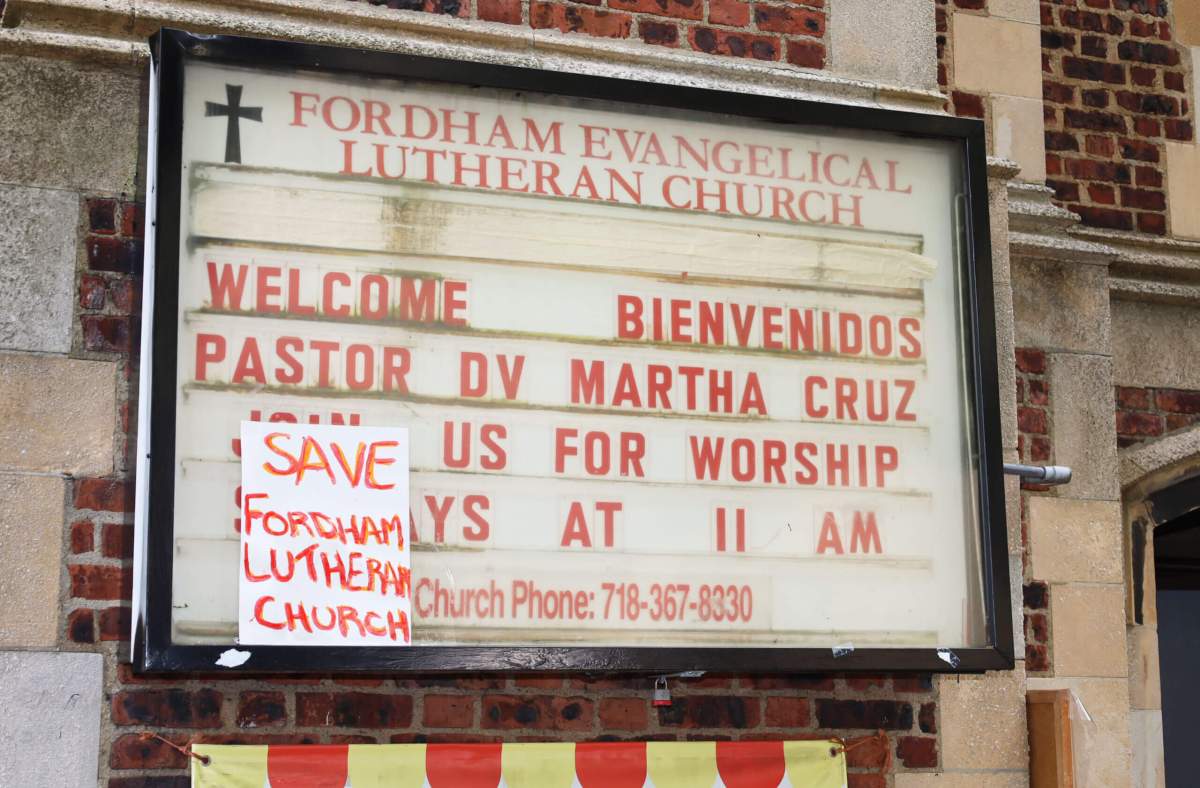 FORDHAM EVANGELICAL
LUTHERAN CHURCH
WELCOME BIENVENIDOS
PASTOR DV MARTHA CRUZ
JOIN US FOR WORSHIP
AT 11 AM
Church Phone: 718-367-8330
SAVE
FORDHAM
LUTHERAN
CHURCH